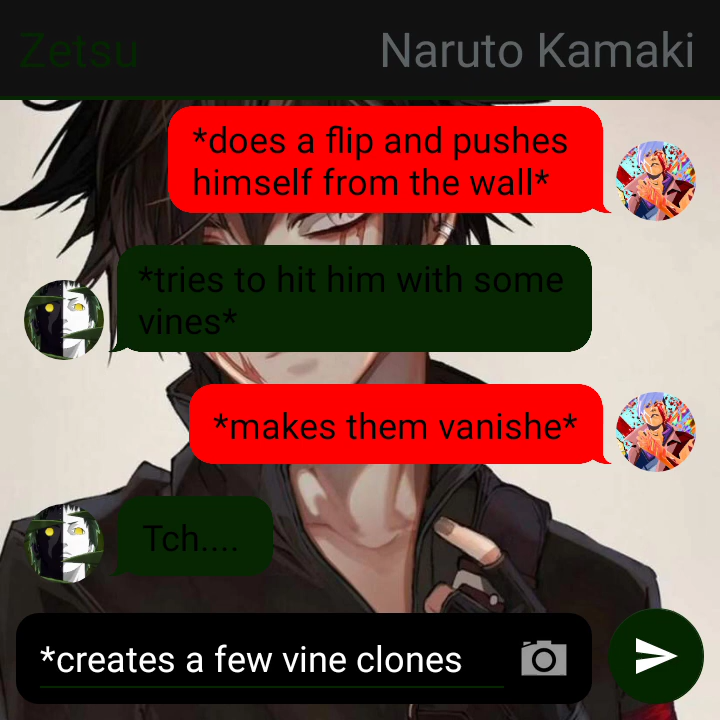 Zetsu
Naruto Kamaki
*does a flip and pushes
himself from the wall*
*tries to hit him with some
vines*
*makes them vanishe*
Tch....
*creates a few vine clones